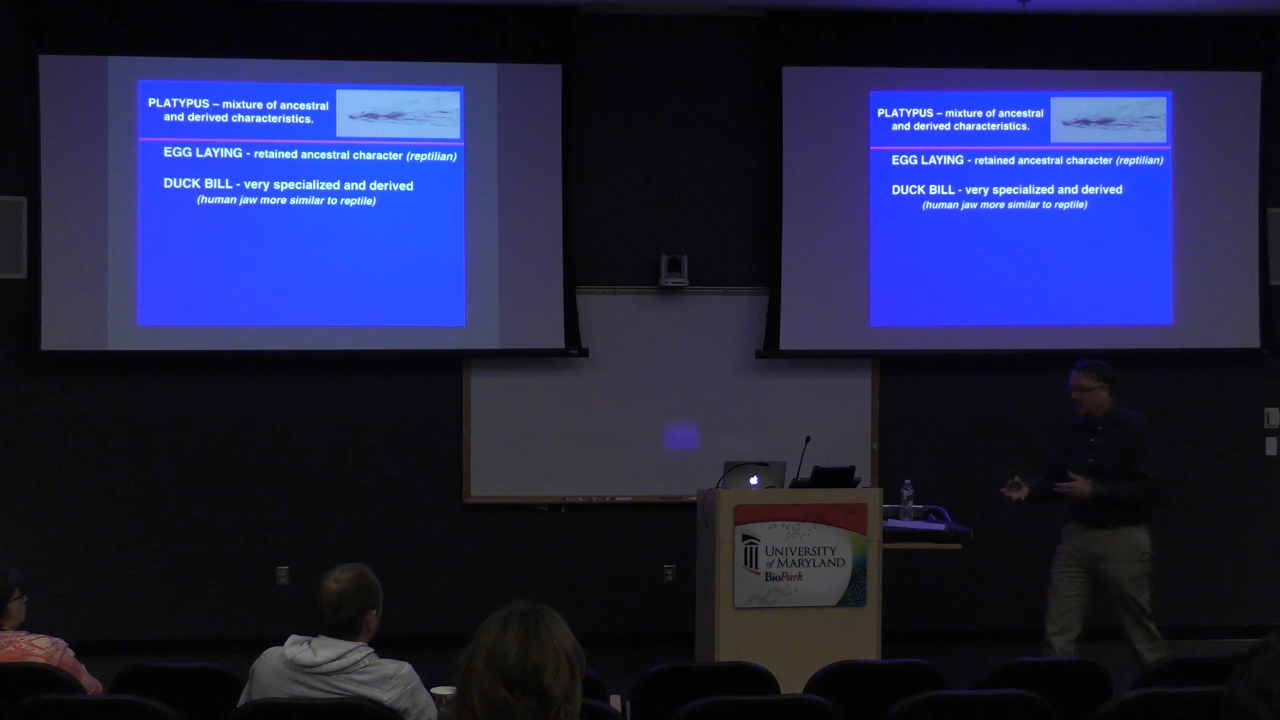 PLATYPUS – mixture of ancestral
and derived characteristics.
EGG LAYING - retained ancestral character (reptilian)
DUCK BILL - very specialized and derived
(human jaw more similar to reptile)
PLATYPUS – mixture of ancestral
and derived characteristics.
EGG LAYING - retained ancestral character (reptilian)
DUCK BILL - very specialized and derived
(human jaw more similar to reptile)
UNIVERSITY
of MARYLAND
BioPark